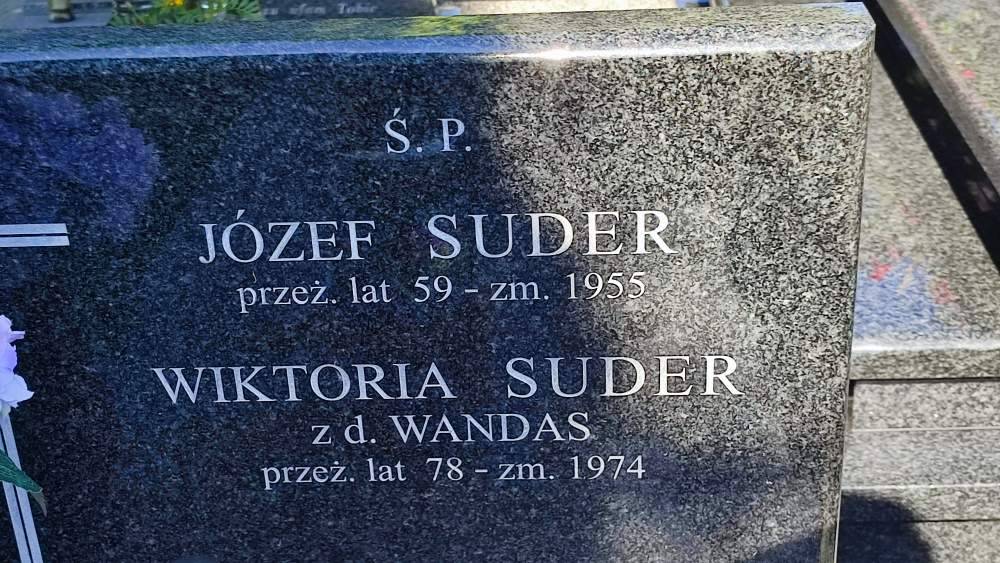 Ś. P.
JÓZEF SUDER
przeż. lat 59 - zm. 1955
WIKTORIA SUDER
z d. WANDAS
przeż. lat 78 - zm. 1974